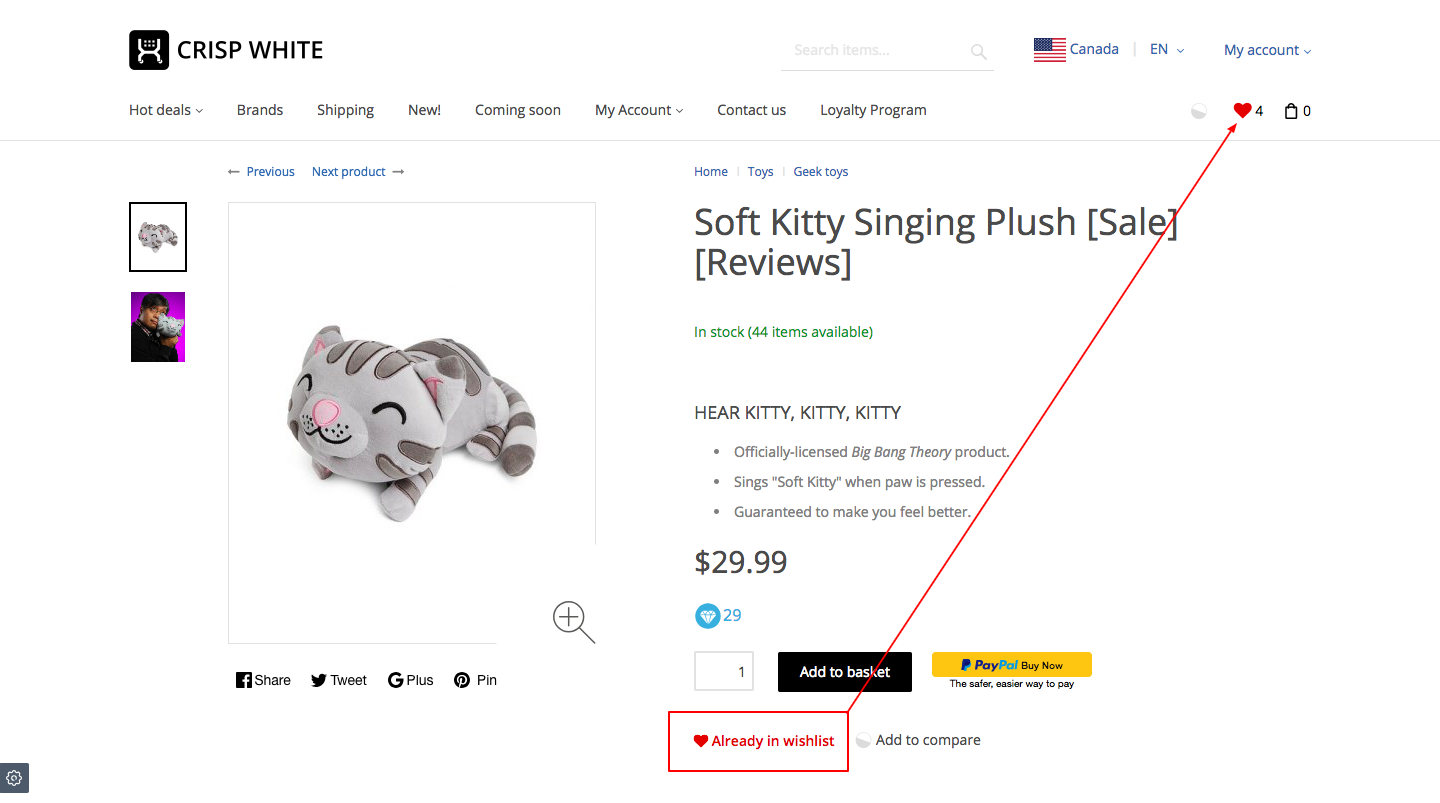 CRISP WHITE
Search items...
Canada
EN
My account
Hot deals
Brands
Shipping
New!
Coming soon
My Account
Contact us
Loyalty Program
4
0
Previous
Next product
Home
Toys
Geek toys
Soft Kitty Singing Plush [Sale]
[Reviews]
In stock (44 items available)
HEAR KITTY, KITTY, KITTY
Officially-licensed Big Bang Theory product.
Sings "Soft Kitty" when paw is pressed.
Guaranteed to make you feel better.
$29.99
29
1
Add to basket
PayPal Buy Now
The safer, easier way to pay
Share
Tweet
Plus
Pin
Already in wishlist
Add to compare